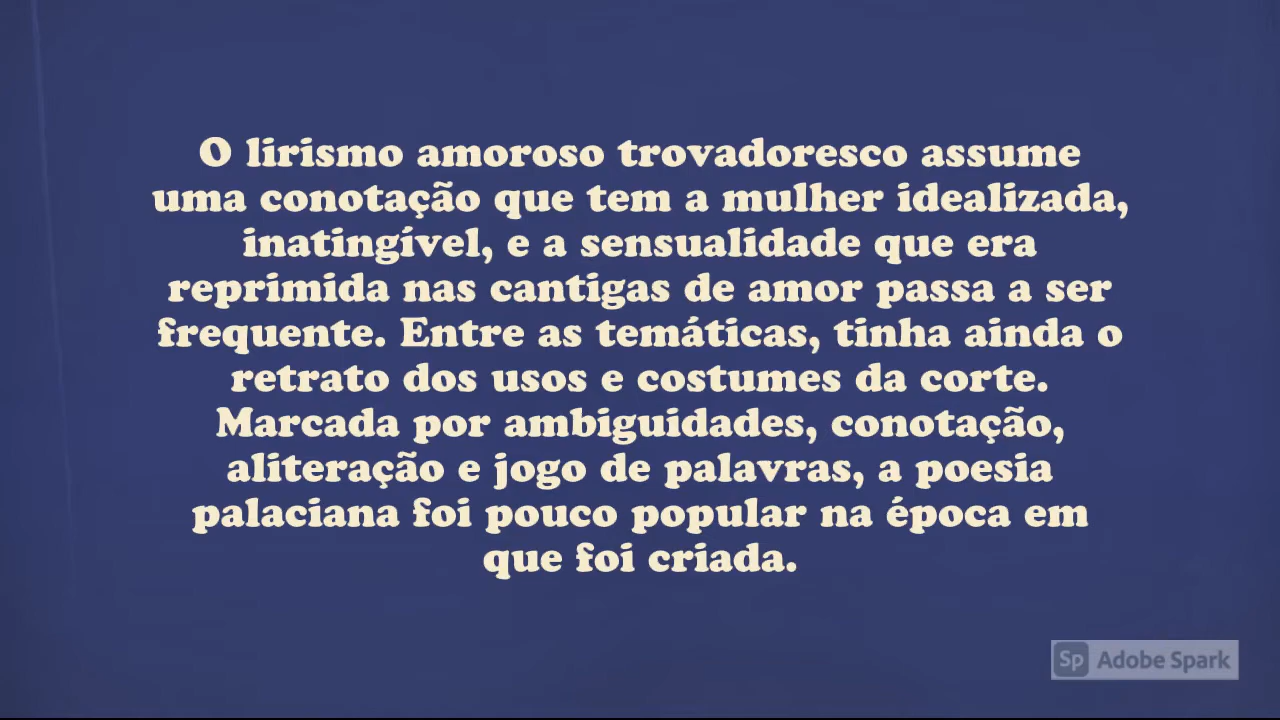 O lirismo amoroso trovadoresco assume
uma conotação que tem a mulher idealizada,
inatingível, e a sensualidade que era
reprimida nas cantigas de amor passa a ser
frequente. Entre as temáticas, tinha ainda o
retrato dos usos e costumes da corte.
Marcada por ambiguidades, conotação,
aliteração e jogo de palavras, a poesia
palaciana foi pouco popular na época em
que foi criada.
Sp Adobe Spark